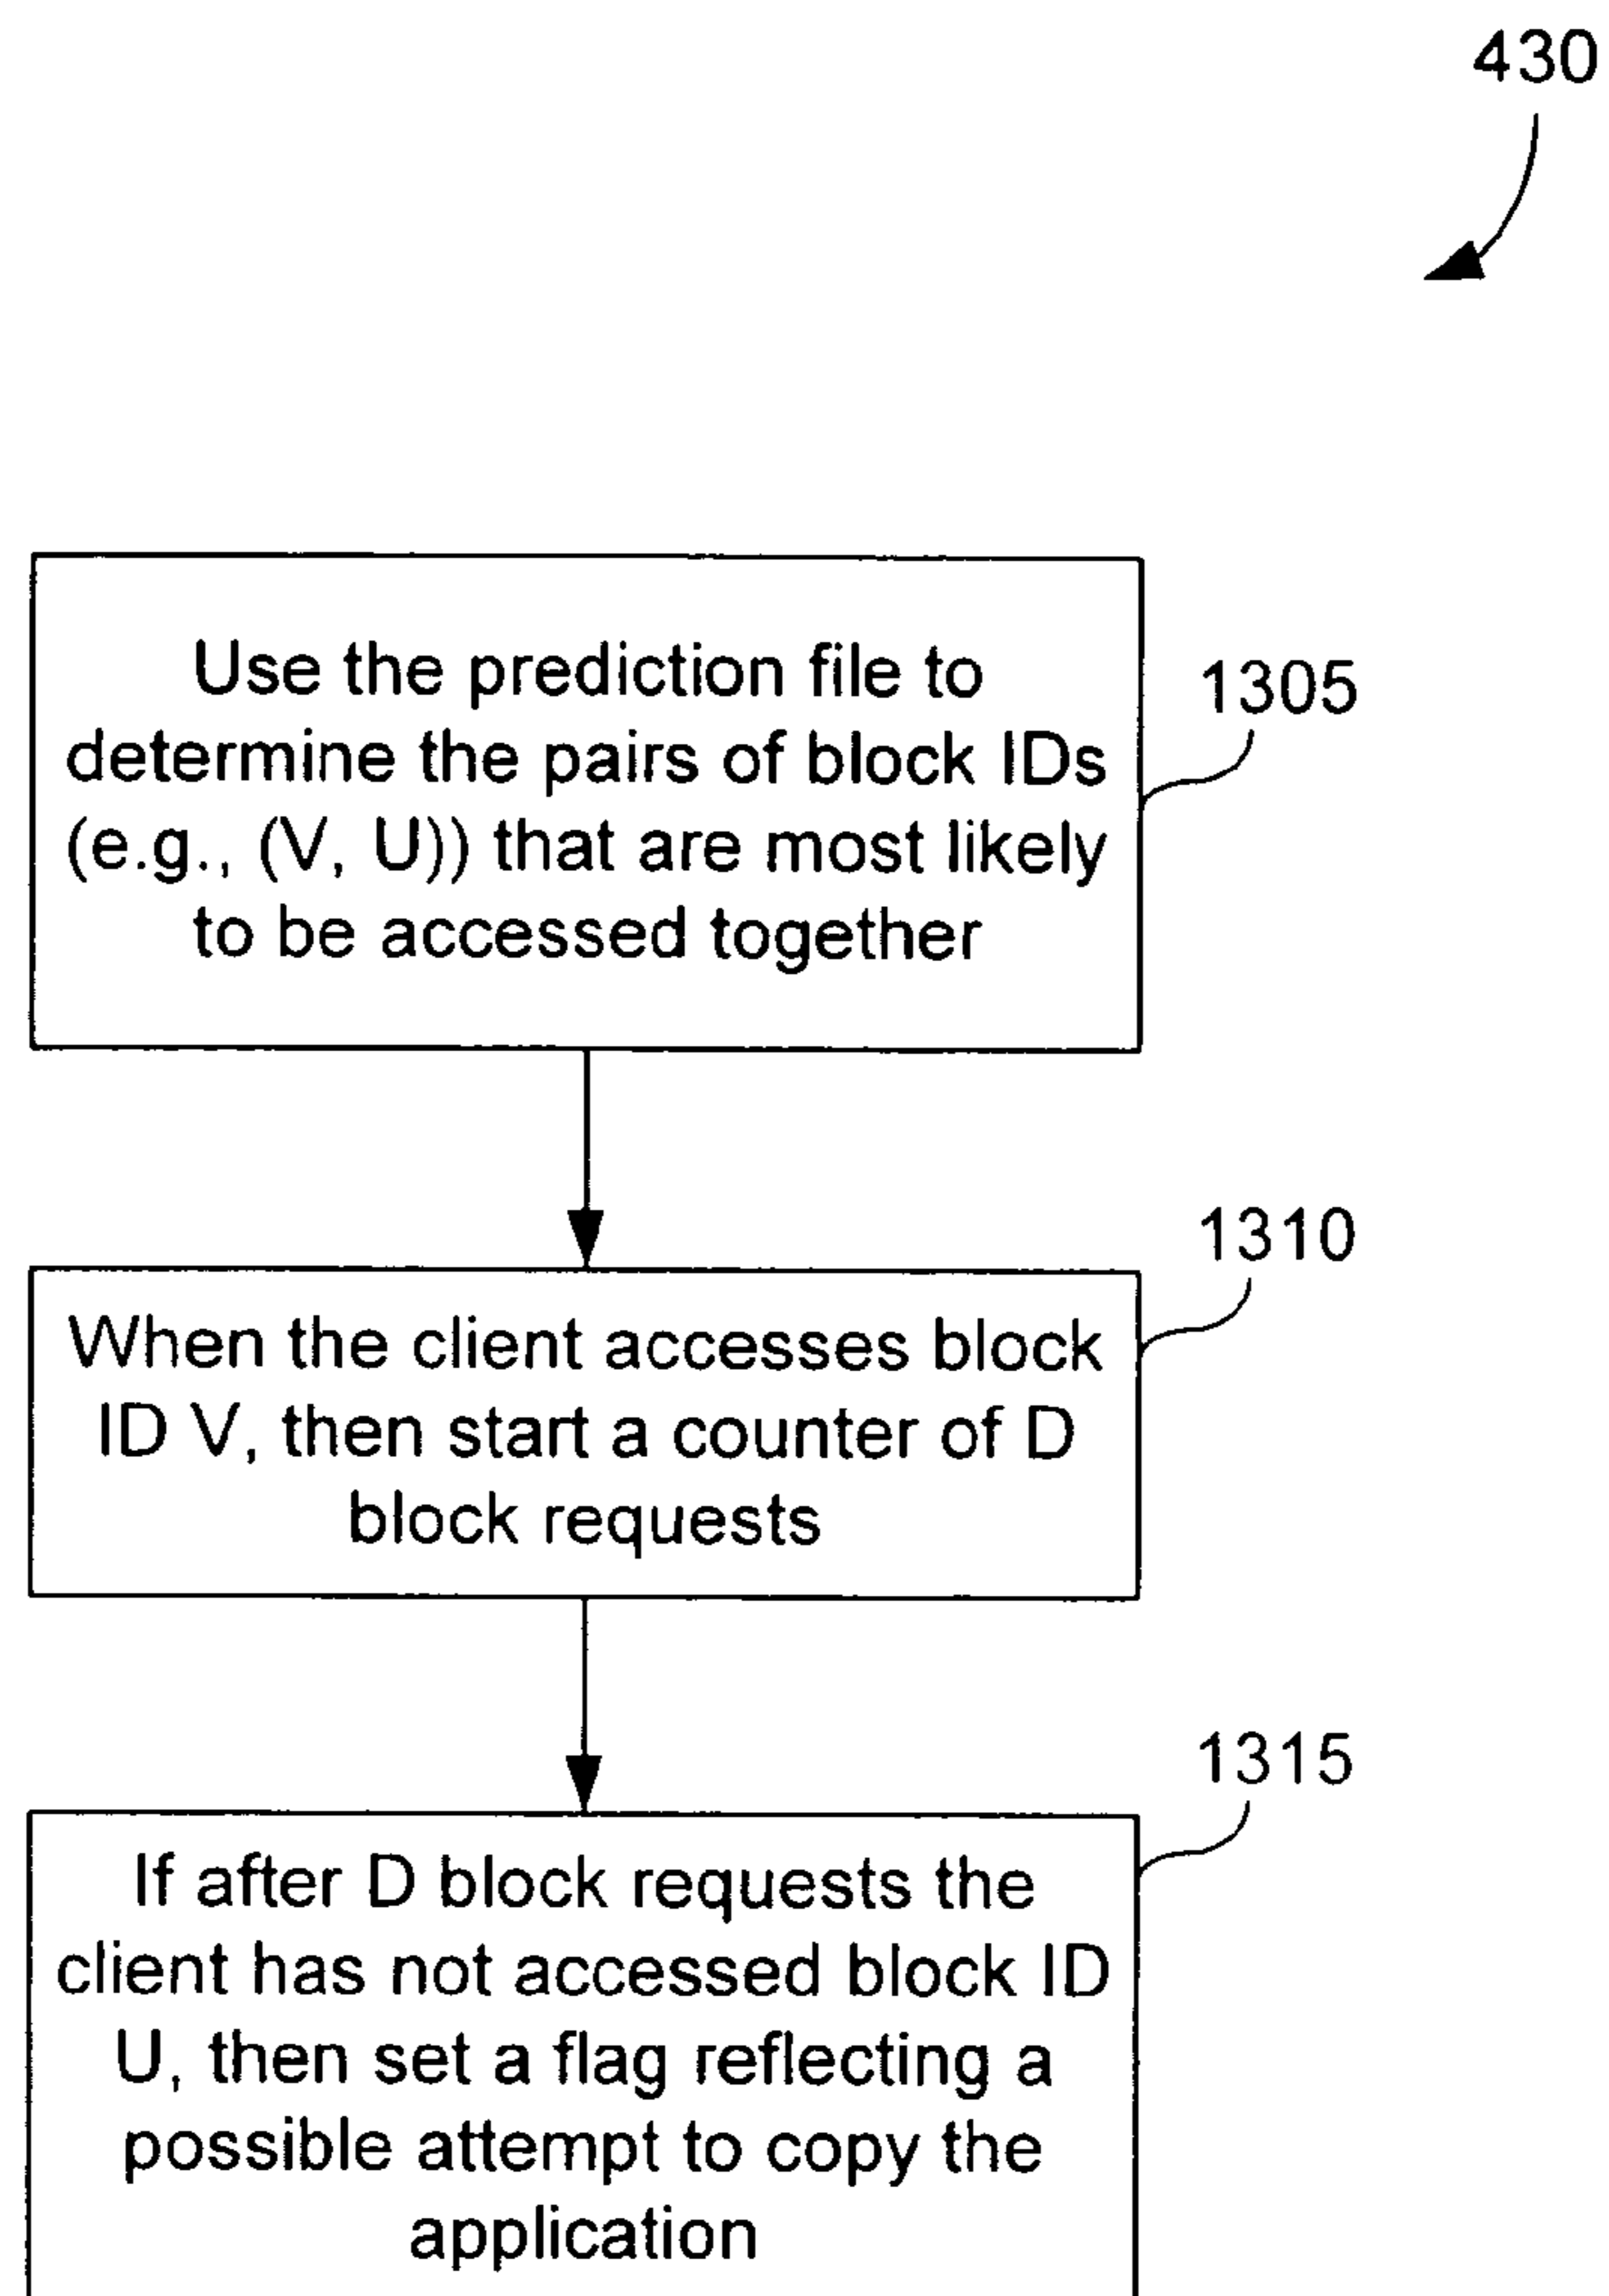 430
Use the prediction file to
determine the pairs of block IDs
(e.g., (V, U)) that are most likely
to be accessed together
1305
When the client accesses block
ID V, then start a counter of D
block requests
1310
If after D block requests the
client has not accessed block ID
U, then set a flag reflecting a
possible attempt to copy the
application
1315